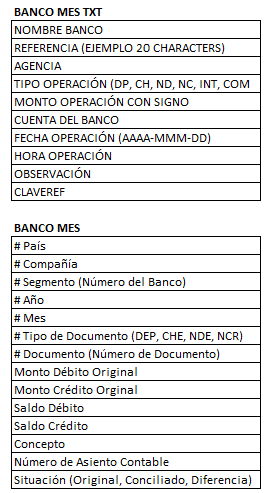 BANCO MES TXT
NOMBRE BANCO
REFERENCIA (EJEMPLO 20 CHARACTERS)
AGENCIA
TIPO OPERACIÓN (DP, CH, ND, NC, INT, COM
MONTO OPERACIÓN CON SIGNO
CUENTA DEL BANCO
FECHA OPERACIÓN (AAAA-MMM-DD)
HORA OPERACIÓN
OBSERVACIÓN
CLAVEREF
BANCO MES
# País
# Compañía
# Segmento (Número del Banco)
# Año
# Mes
# Tipo de Documento (DEP, CHE, NDE, NCR)
# Documento (Número de Documento)
Monto Débito Original
Monto Crédito Orginal
Saldo Débito
Saldo Crédito
Concepto
Número de Asiento Contable
Situación (Original, Conciliado, Diferencia)